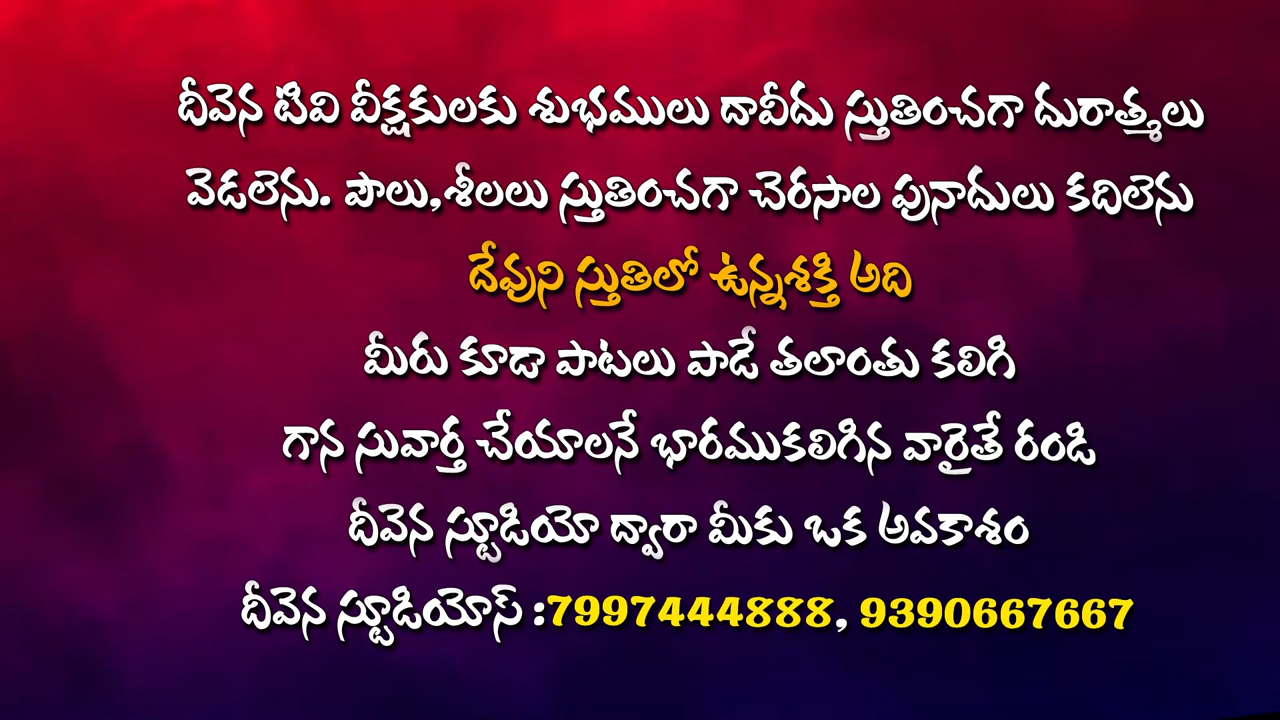 దీవెన టివి వీక్షకులకు శుభములు దావీదు స్తుతించగా దురాత్మలు
వెడలెను. పౌలు,శీలలు స్తుతించగా చెరసాల పునాదులు కదిలెను
దేవుని స్తుతిలో ఉన్నశక్తి అది
మీరు కూడా పాటలు పాడే తలాంతు కలిగి
గాన సువార్త చేయాలనే భారముకలిగిన వారైతే రండి
దీవెన స్టూడియో ద్వారా మీకు ఒక అవకాశం
దీవెన స్టూడియోస్ :7997444888, 9390667667